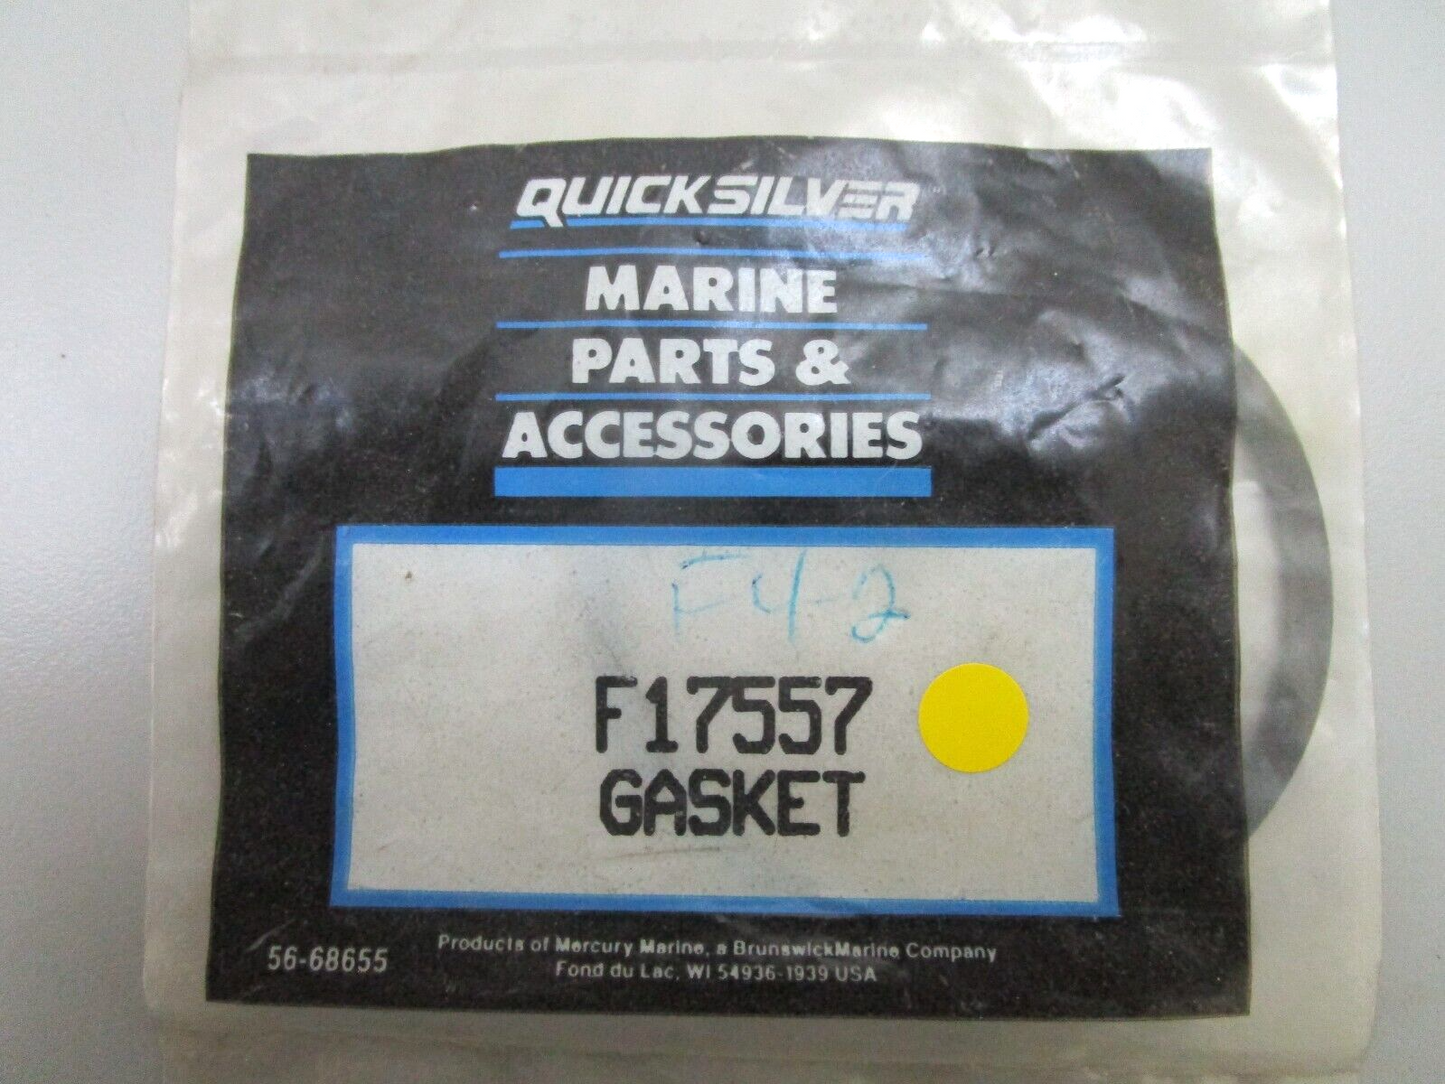 QUICKSILVER
MARINE
PARTS &
ACCESSORIES
F4-2
F17557
GASKET
56-68655
Products of Mercury Marine, a BrunswickMarine Company
Fond du Lac, WI 54936-1939 USA